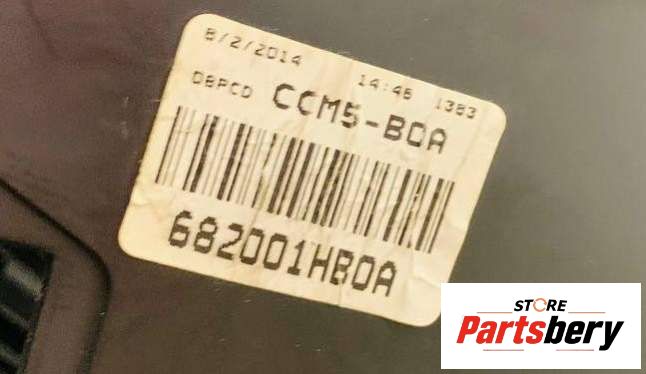 8/2/2014 14:46 1383
DBPCD CCM5-B0A
682001HB0A
STORE
Partsbery